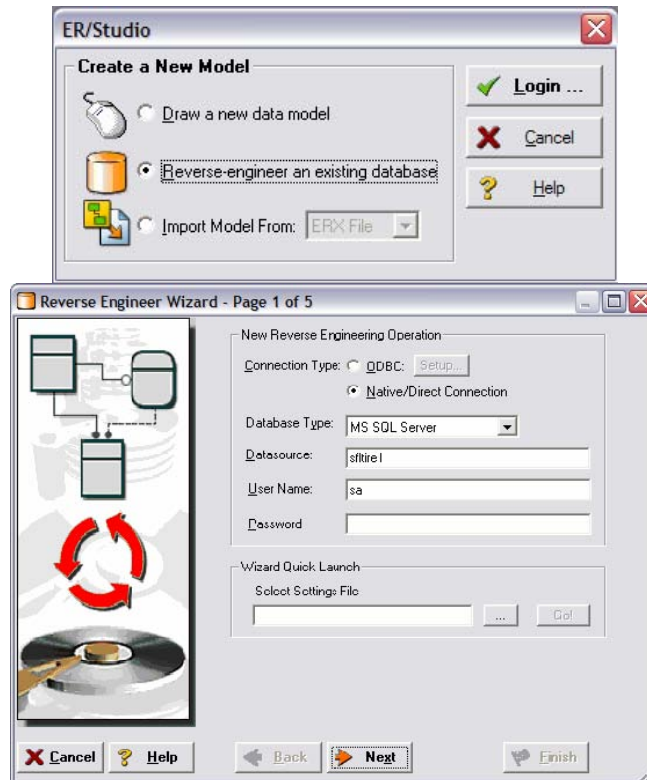 ER/Studio
Create a New Model
Draw a new data model
Reverse-engineer an existing database
Import Model From: ERX File
Login ...
Cancel
Help
Reverse Engineer Wizard - Page 1 of 5
New Reverse Engineering Operation
Connection Type: ODBC: Setup...
Native/Direct Connection
Database Type: MS SQL Server
Datasource:
User Name: sa
Password
Wizard Quick Launch
Select Settings File
... Go!
Cancel Help Back Next Finish